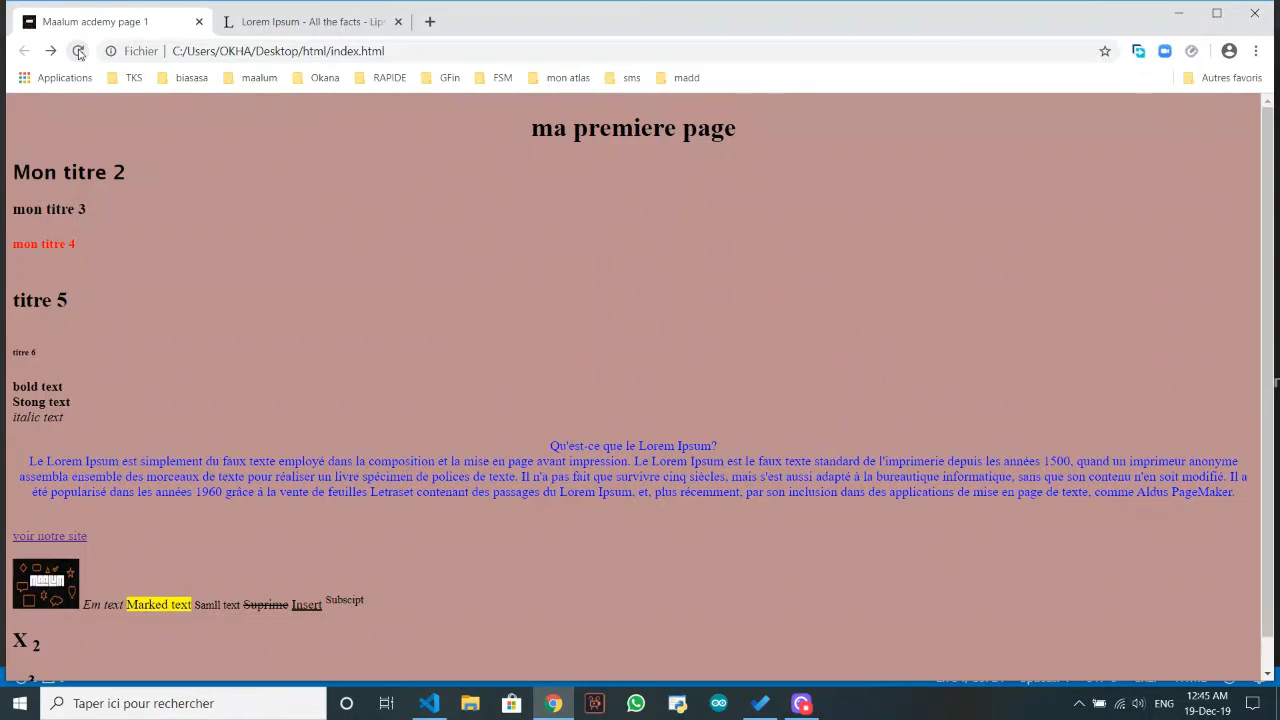 Maalum acdemy page 1
Lorem Ipsum - All the facts - Lip
Fichier | C:/Users/OKHA/Desktop/html/index.html
Applications TKS biasasa maalum Okana RAPIDE GFin FSM mon atlas sms madd Autres favoris
ma premiere page
Mon titre 2
mon titre 3
mon titre 4
titre 5
titre 6
bold text
Stong text
italic text
Qu'est-ce que le Lorem Ipsum?
Le Lorem Ipsum est simplement du faux texte employé dans la composition et la mise en page avant impression. Le Lorem Ipsum est le faux texte standard de l'imprimerie depuis les années 1500, quand un imprimeur anonyme
assembla ensemble des morceaux de texte pour réaliser un livre spécimen de polices de texte. Il n'a pas fait que survivre cinq siècles, mais s'est aussi adapté à la bureautique informatique, sans que son contenu n'en soit modifié. Il a
été popularisé dans les années 1960 grâce à la vente de feuilles Letraset contenant des passages du Lorem Ipsum, et, plus récemment, par son inclusion dans des applications de mise en page de texte, comme Aldus PageMaker.
voir notre site
Em text Marked text Samll text Suprime Insert Subscipt
X 2
Taper ici pour rechercher
ENG
12:45 AM
19-Dec-19